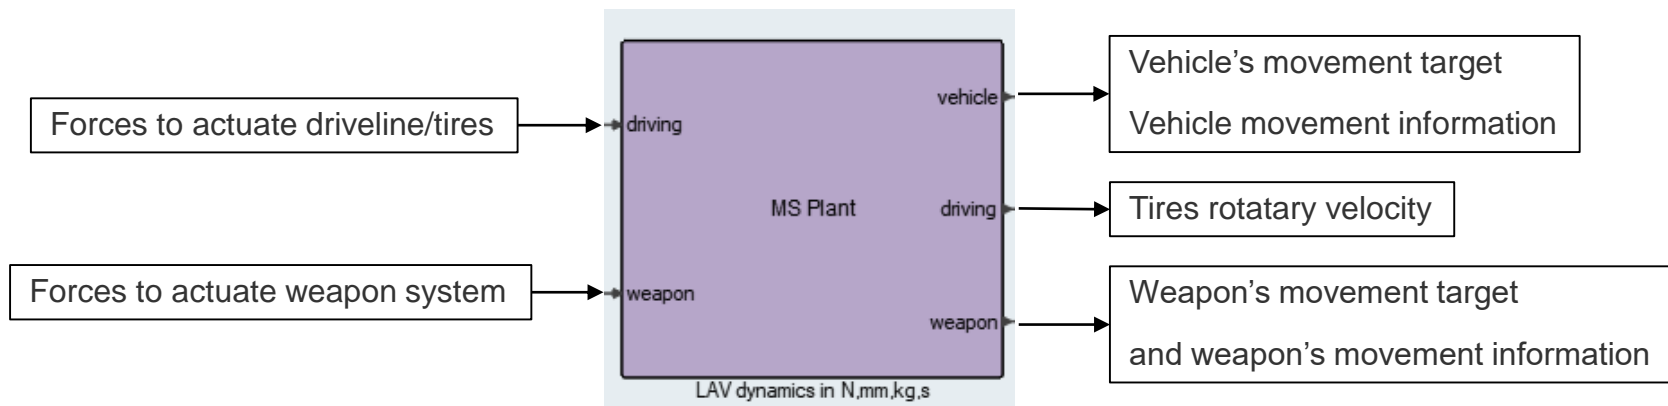 Forces to actuate driveline/tires
Forces to actuate weapon system
driving
weapon
MS Plant
vehicle
driving
weapon
LAV dynamics in N,mm,kg,s
Vehicle’s movement target
Vehicle movement information
Tires rotatary velocity
Weapon’s movement target
and weapon’s movement information